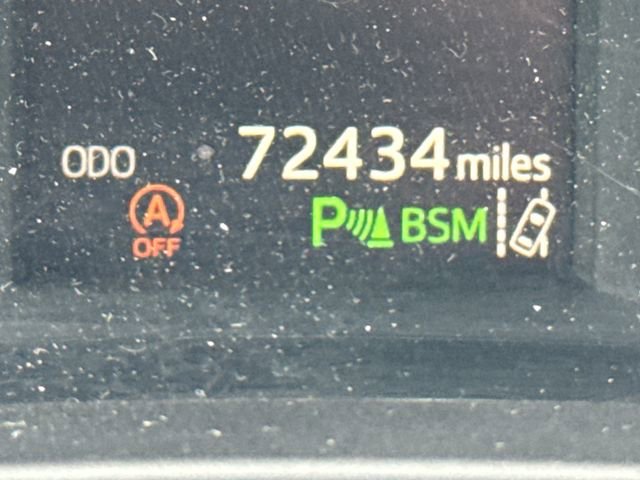 ODO 72434 miles
A P BSM
OFF